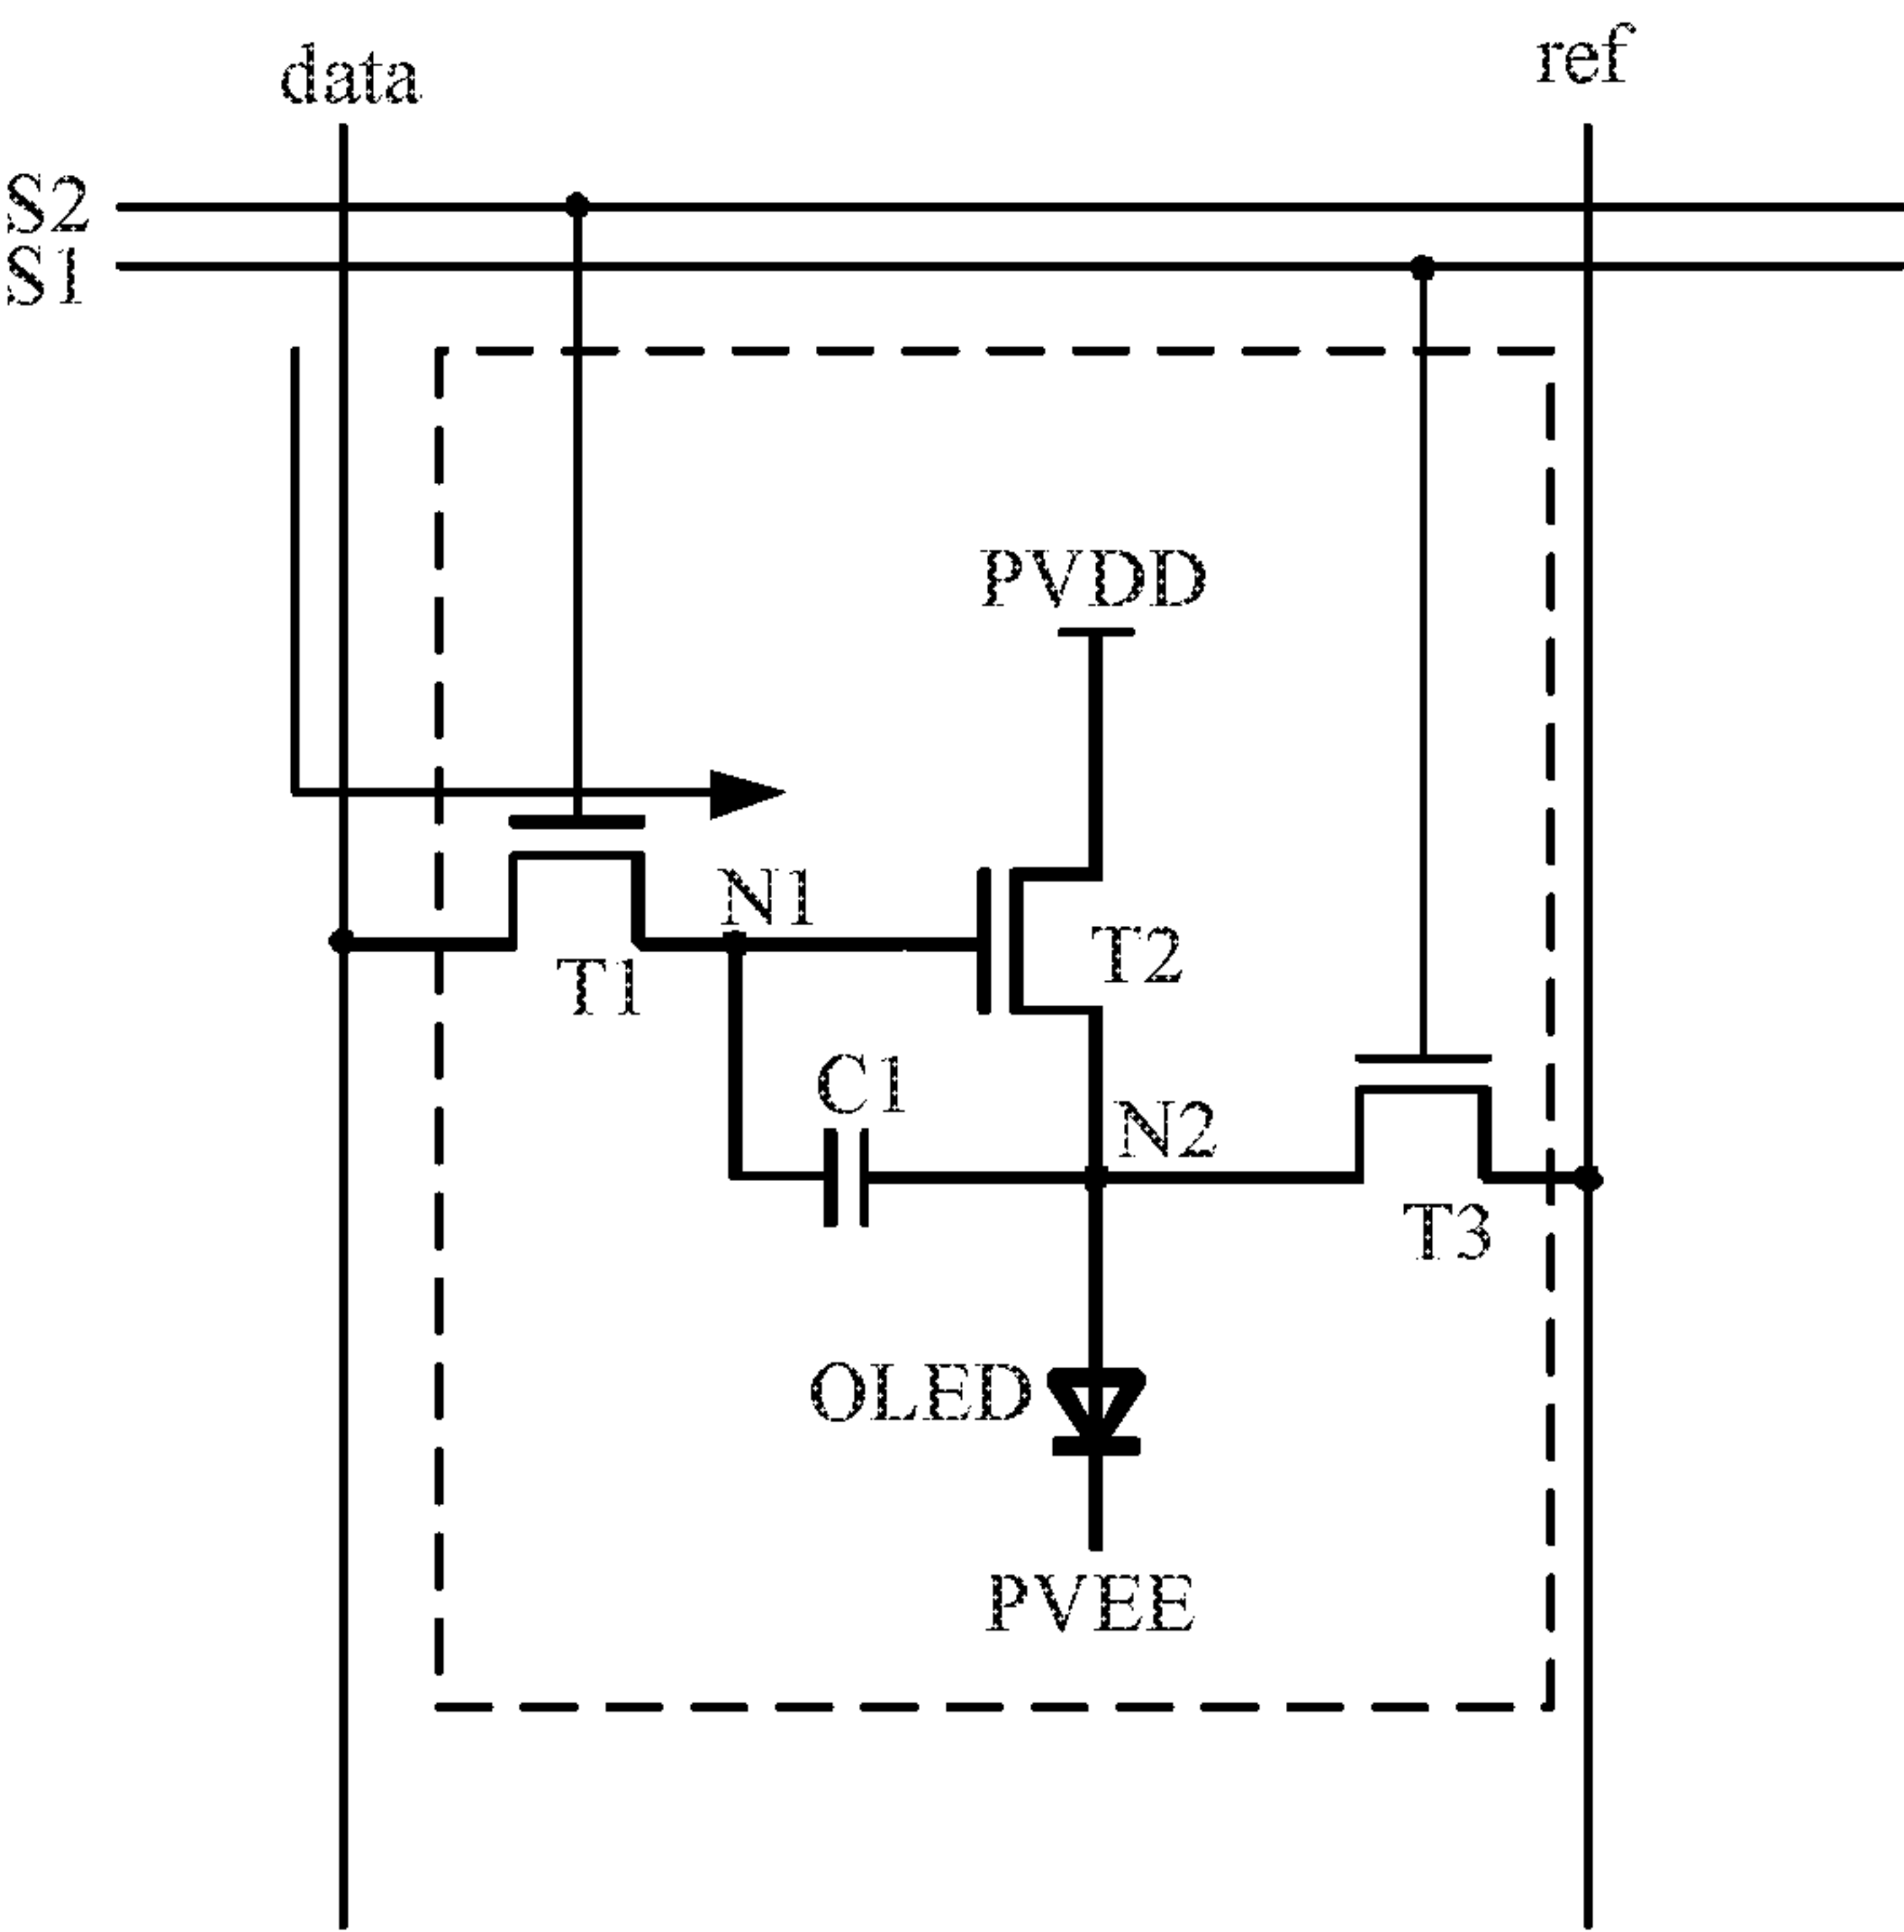 data
ref
S2
S1
PVDD
N1
T2
T1
C1
N2
T3
OLED
PVEE